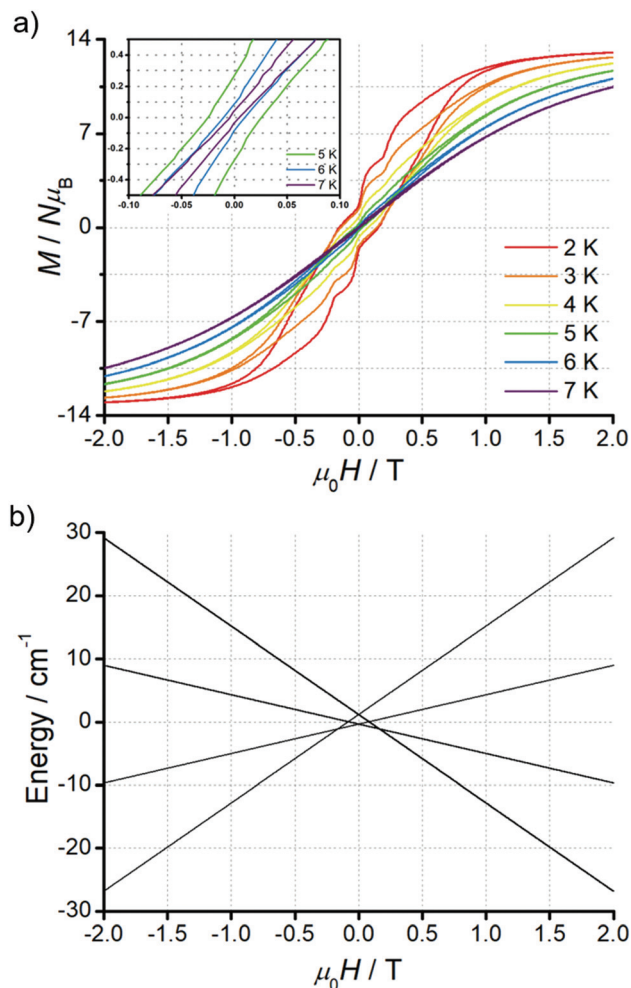 a)
M / NμB
14
7
0
-7
-14
0.4
0.2
0.0
-0.2
-0.4
-0.10 -0.05 0.00 0.05 0.10
5 K
6 K
7 K
2 K
3 K
4 K
5 K
6 K
7 K
-2.0 -1.5 -1.0 -0.5 0.0 0.5 1.0 1.5 2.0
μ0H / T
b)
Energy / cm-1
30
20
10
0
-10
-20
-30
-2.0 -1.5 -1.0 -0.5 0.0 0.5 1.0 1.5 2.0
μ0H / T